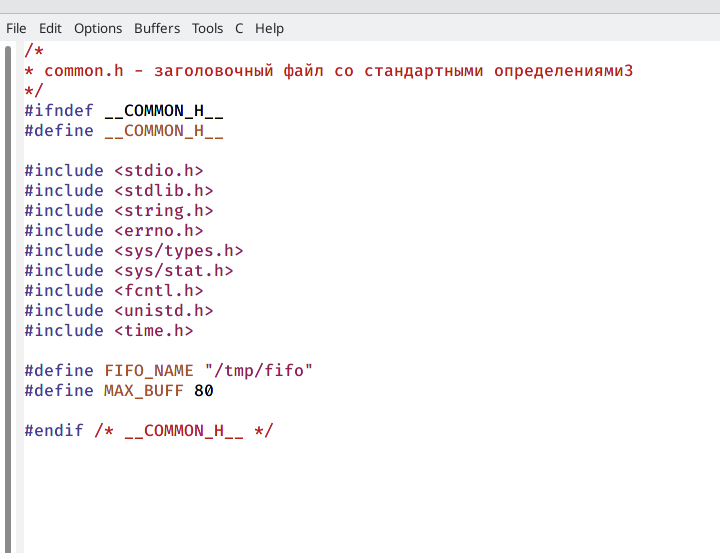 File Edit Options Buffers Tools C Help
/*
* common.h - заголовочный файл со стандартными определениями3
*/
#ifndef __COMMON_H__
#define __COMMON_H__
#include <stdio.h>
#include <stdlib.h>
#include <string.h>
#include <errno.h>
#include <sys/types.h>
#include <sys/stat.h>
#include <fcntl.h>
#include <unistd.h>
#include <time.h>
#define FIFO_NAME "/tmp/fifo"
#define MAX_BUFF 80
#endif /* __COMMON_H__ */